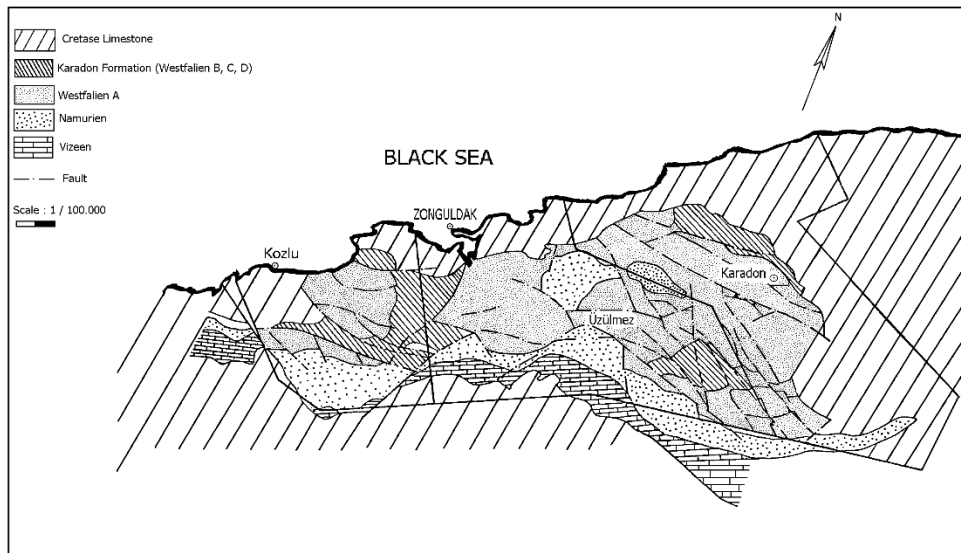 Cretase Limestone
Karadon Formation (Westfalien B, C, D)
Westfalien A
Namurien
Vizeen
Fault
Scale : 1 / 100.000
N
BLACK SEA
ZONGULDAK
Kozlu
Karadon
Üzülmez